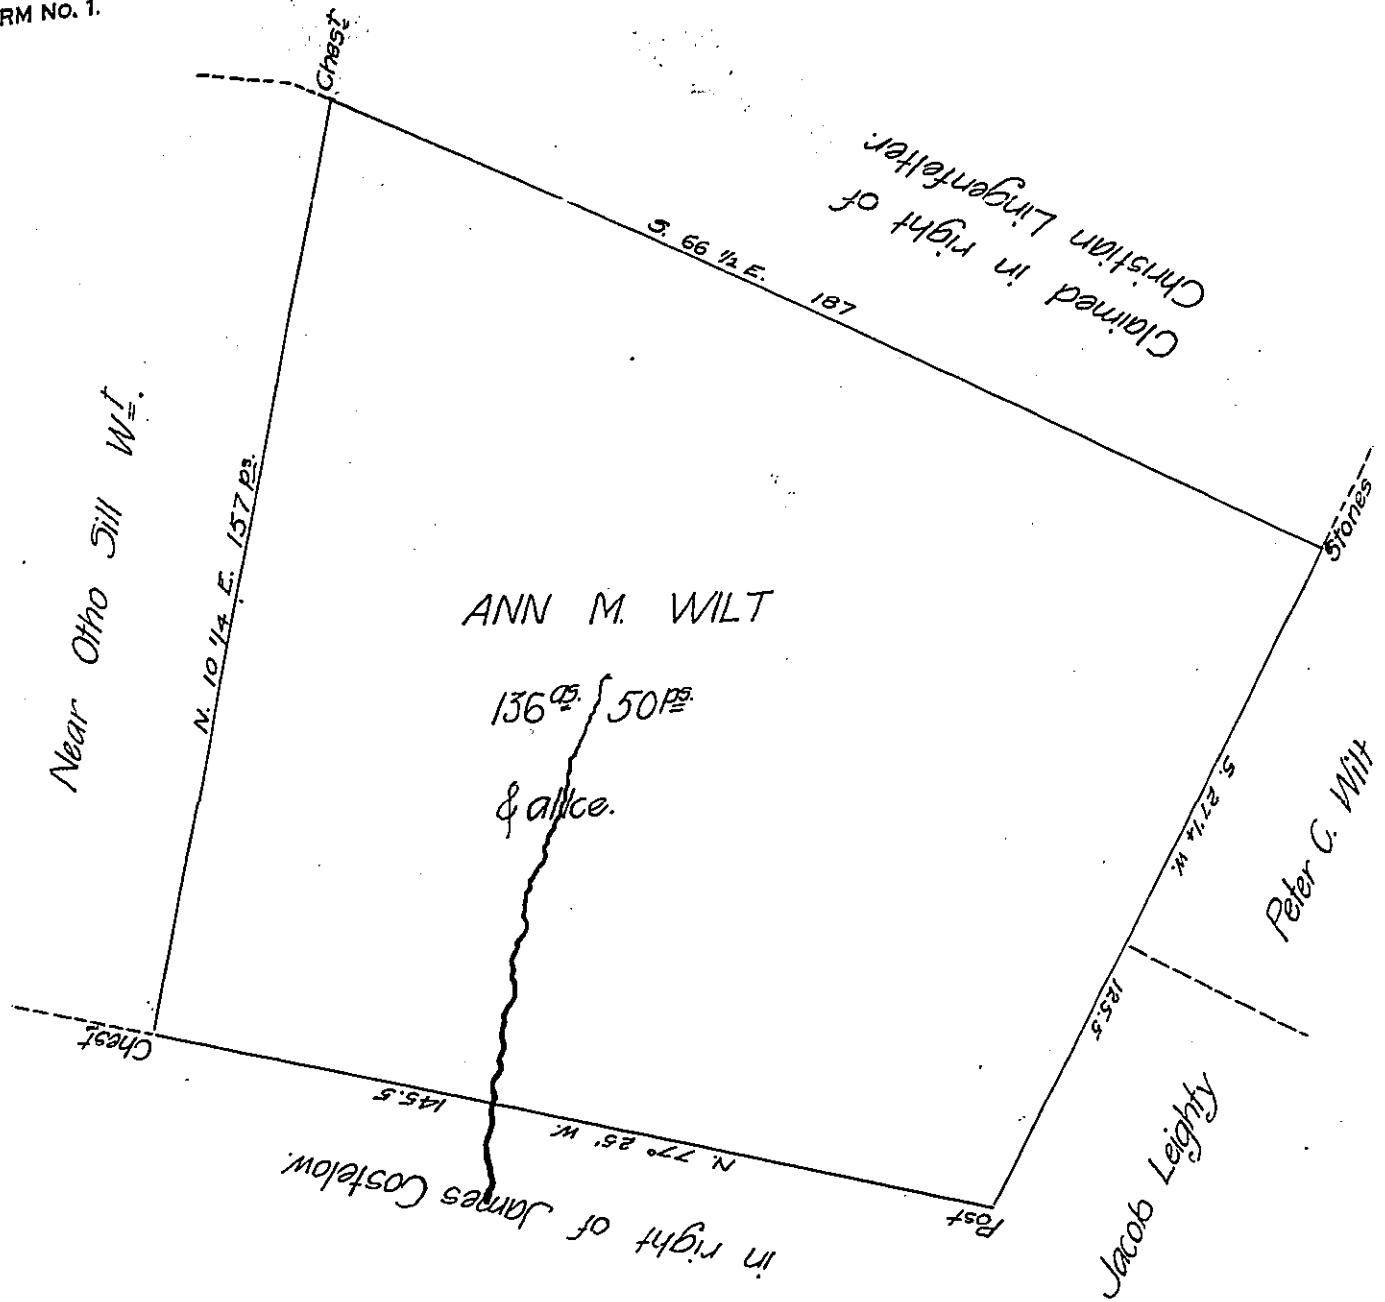 RM No. 1.
Chest
Claimed in right of
Christian Lingenfelter.
S. 66 1/2 E. 187
Near Otho Sill Wt.
N. 10 1/4 E. 157 ps.
Stones
ANN M. WILT
136 as. 50 ps.
& allce.
S. 27 1/4 W. 125.5
Peter C. Wilt
Jacob Leighty
Chest
N. 77° 25' W. 145.5
Post
in right of James Costelow.